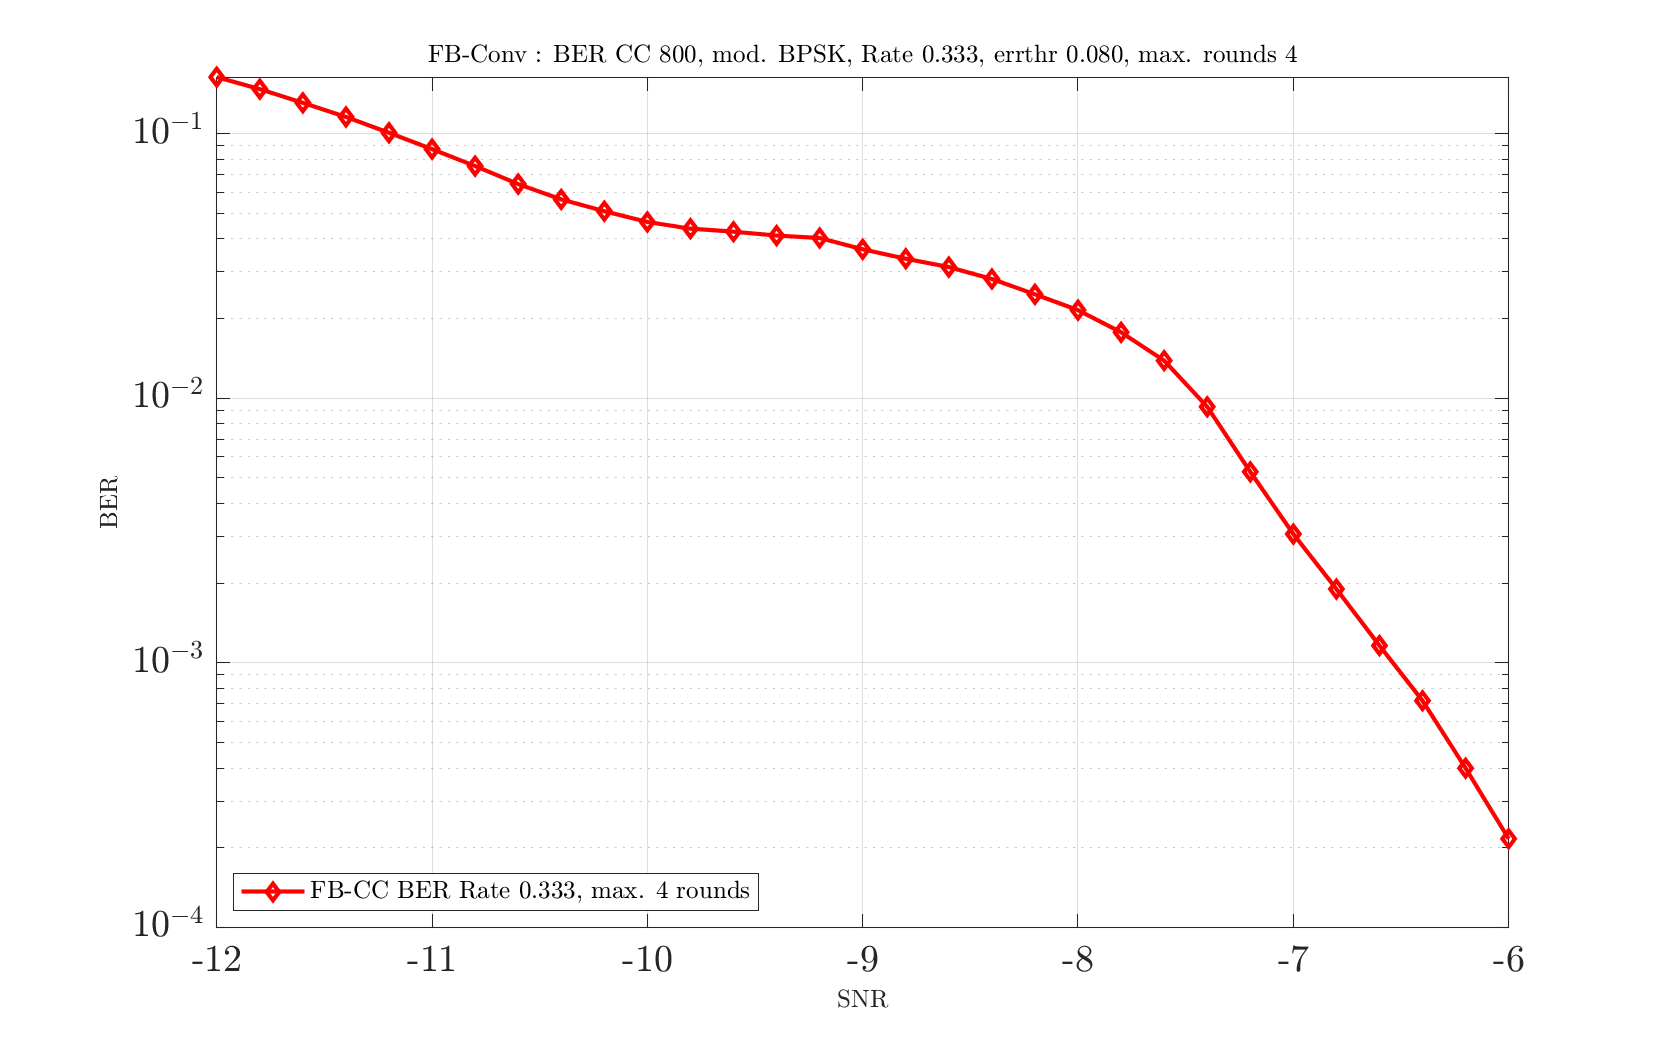 FB-Conv : BER CC 800, mod. BPSK, Rate 0.333, errthr 0.080, max. rounds 4
10⁻¹
10⁻²
10⁻³
10⁻⁴
BER
FB-CC BER Rate 0.333, max. 4 rounds
-12 -11 -10 -9 -8 -7 -6
SNR